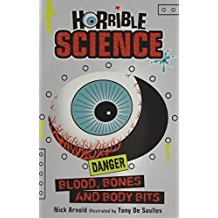 HORRIBLE
SCIENCE
DANGER
BLOOD, BONES
AND BODY BITS
Nick Arnold Illustrated by Tony De Saulles